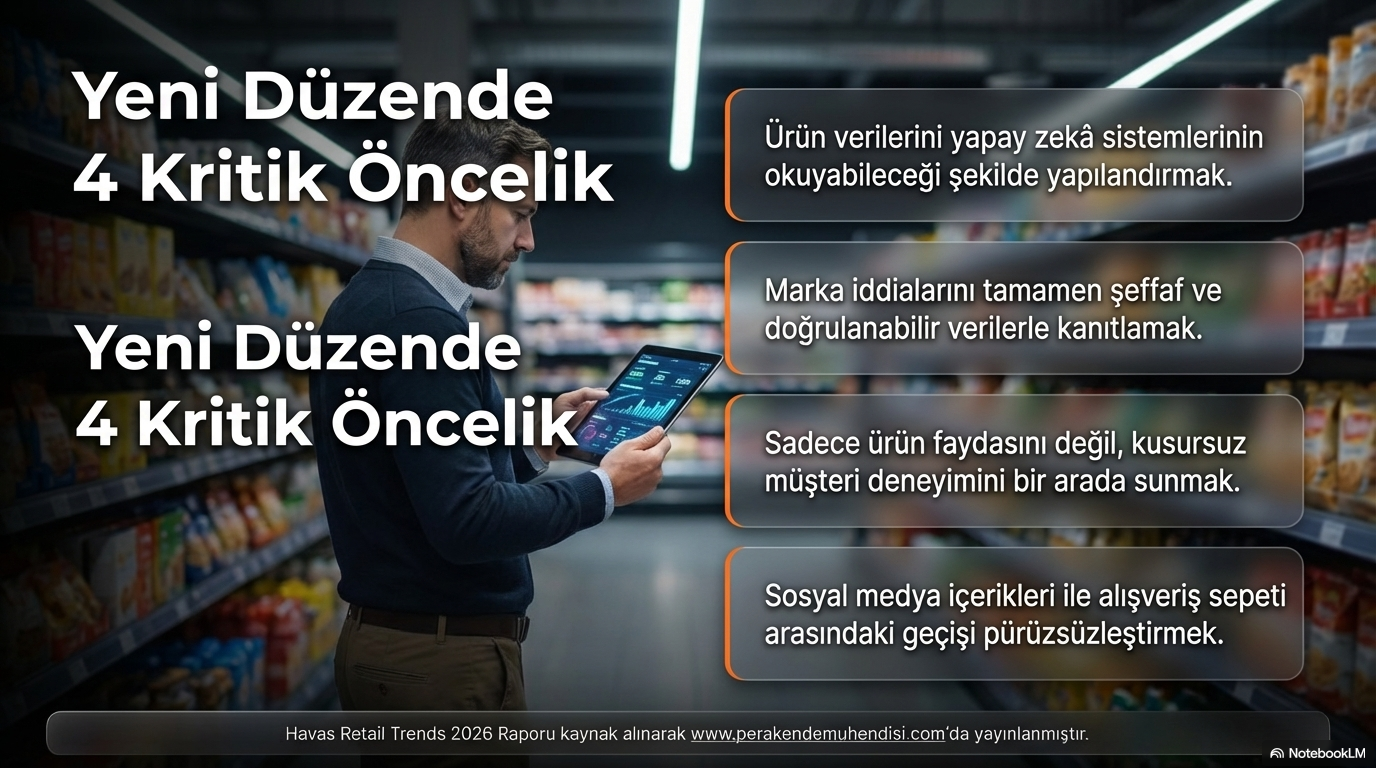 Yeni Düzende
4 Kritik Öncelik
Yeni Düzende
4 Kritik Öncelik
Ürün verilerini yapay zekâ sistemlerinin
okuyabileceği şekilde yapılandırmak.
Marka iddialarını tamamen şeffaf ve
doğrulanabilir verilerle kanıtlamak.
Sadece ürün faydasını değil, kusursuz
müşteri deneyimini bir arada sunmak.
Sosyal medya içerikleri ile alışveriş sepeti
arasındaki geçişi pürüzsüzleştirmek.
Havas Retail Trends 2026 Raporu kaynak alınarak www.perakendemuhendisi.com'da yayınlanmıştır.
NotebookLM